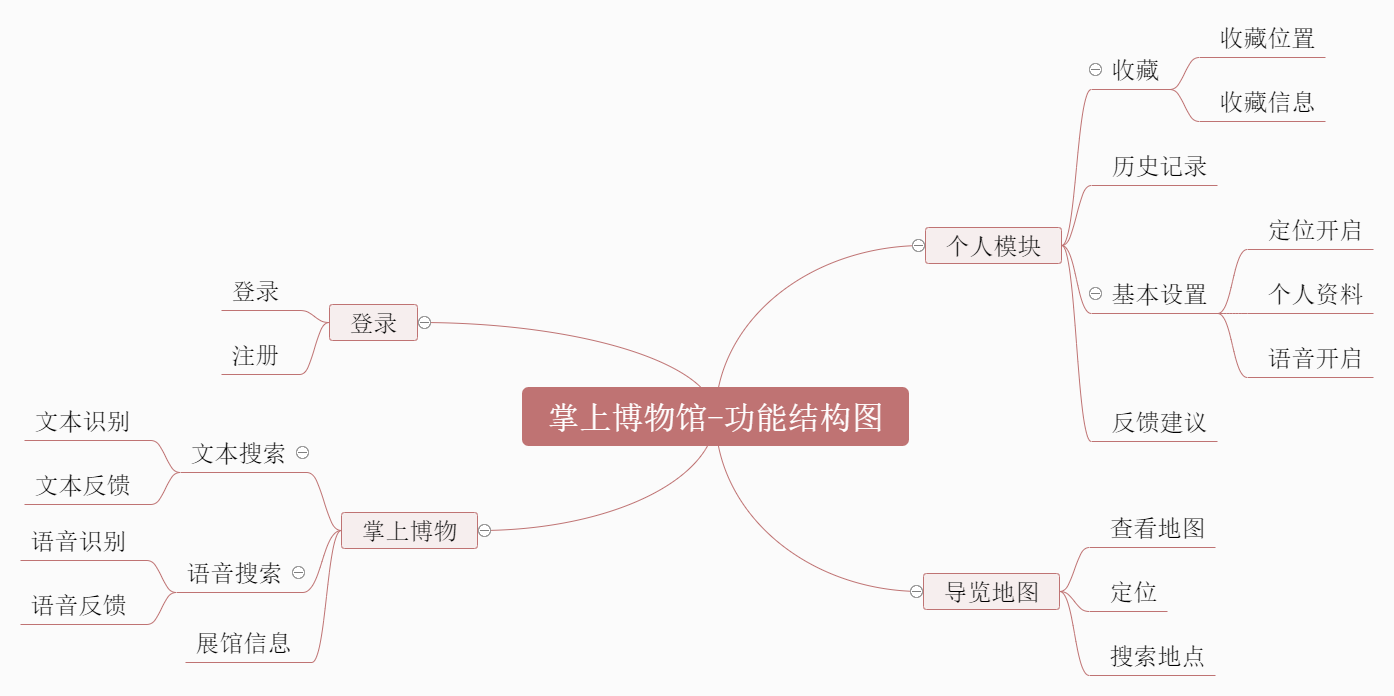 掌上博物馆-功能结构图
个人模块
收藏
收藏位置
收藏信息
历史记录
基本设置
定位开启
个人资料
语音开启
反馈建议
导览地图
查看地图
定位
搜索地点
登录
登录
注册
掌上博物
文本搜索
文本识别
文本反馈
语音搜索
语音识别
语音反馈
展馆信息